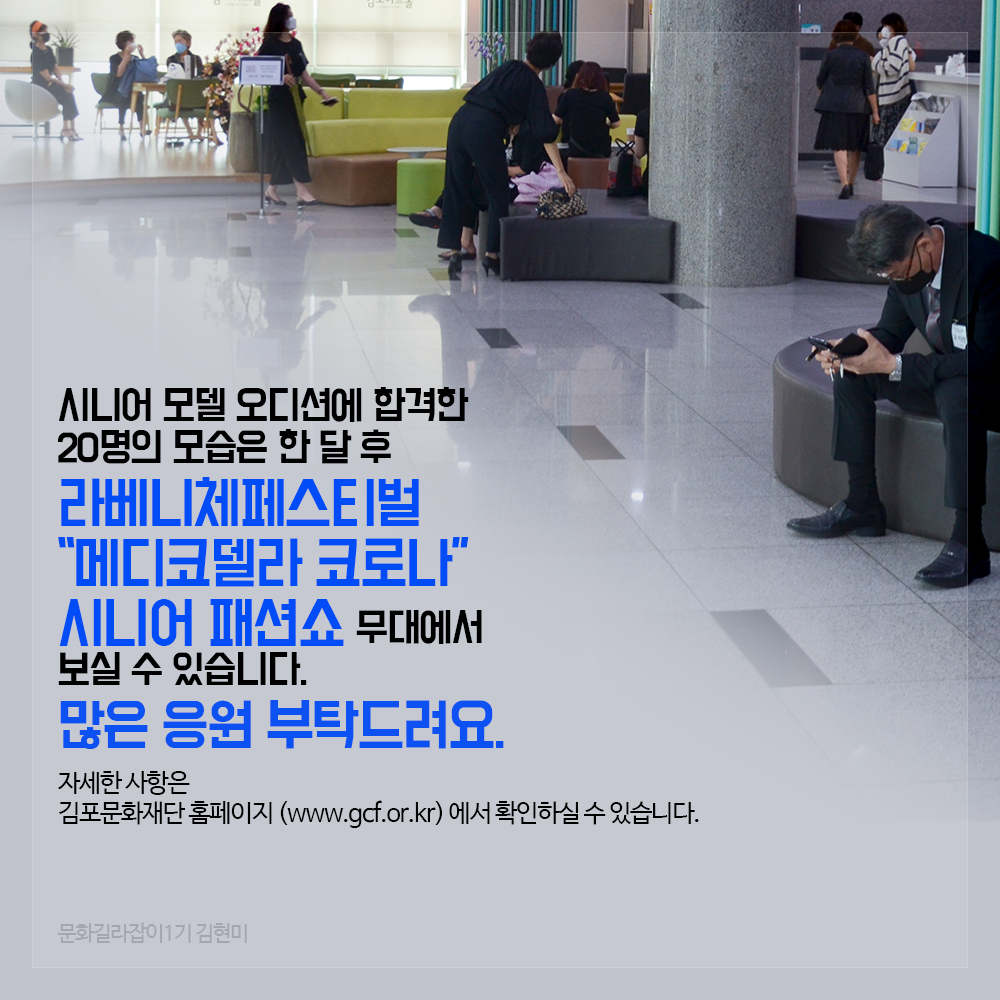 시니어 모델 오디션에 합격한
20명의 모습은 한 달 후
라베니체페스티벌
“메디코델라 코로나”
시니어 패션쇼 무대에서
보실 수 있습니다.
많은 응원 부탁드려요.
자세한 사항은
김포문화재단 홈페이지 (www.gcf.or.kr) 에서 확인하실 수 있습니다.
문화길라잡이1기 김현미